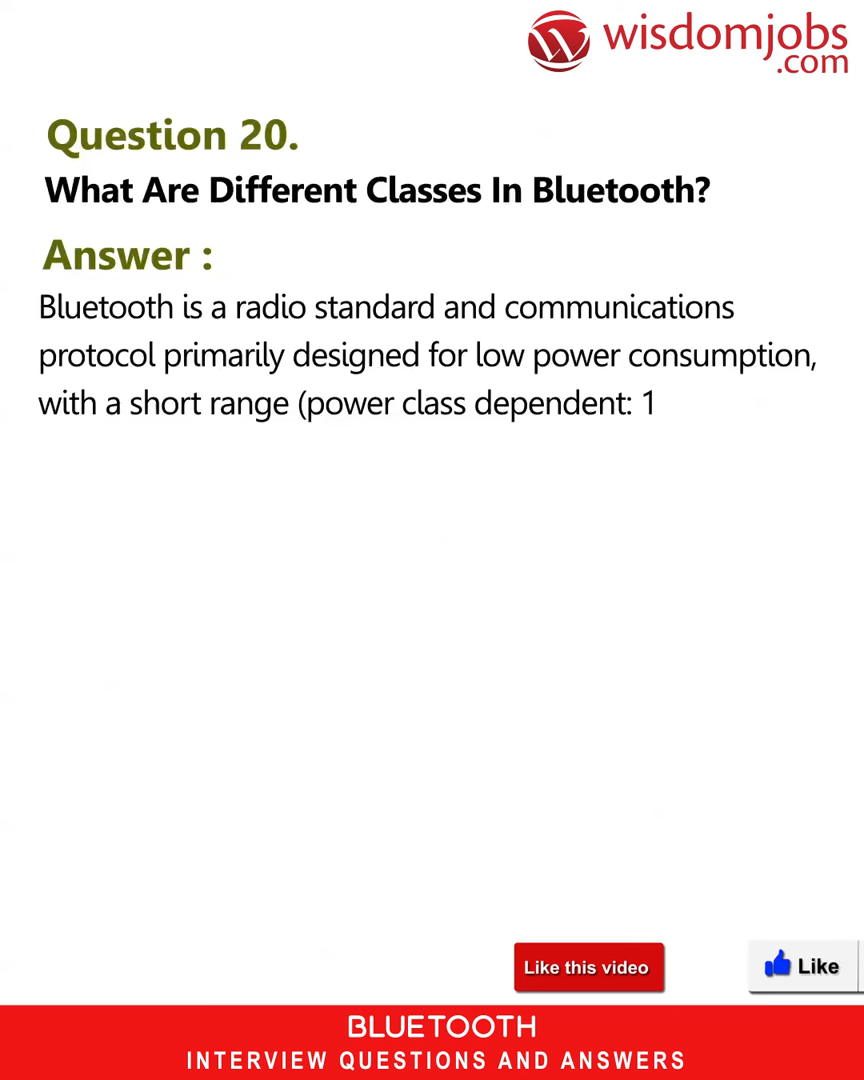 wisdomjobs
.com
Question 20.
What Are Different Classes In Bluetooth?
Answer :
Bluetooth is a radio standard and communications
protocol primarily designed for low power consumption,
with a short range (power class dependent: 1
Like this video
Like
BLUETOOTH
INTERVIEW QUESTIONS AND ANSWERS